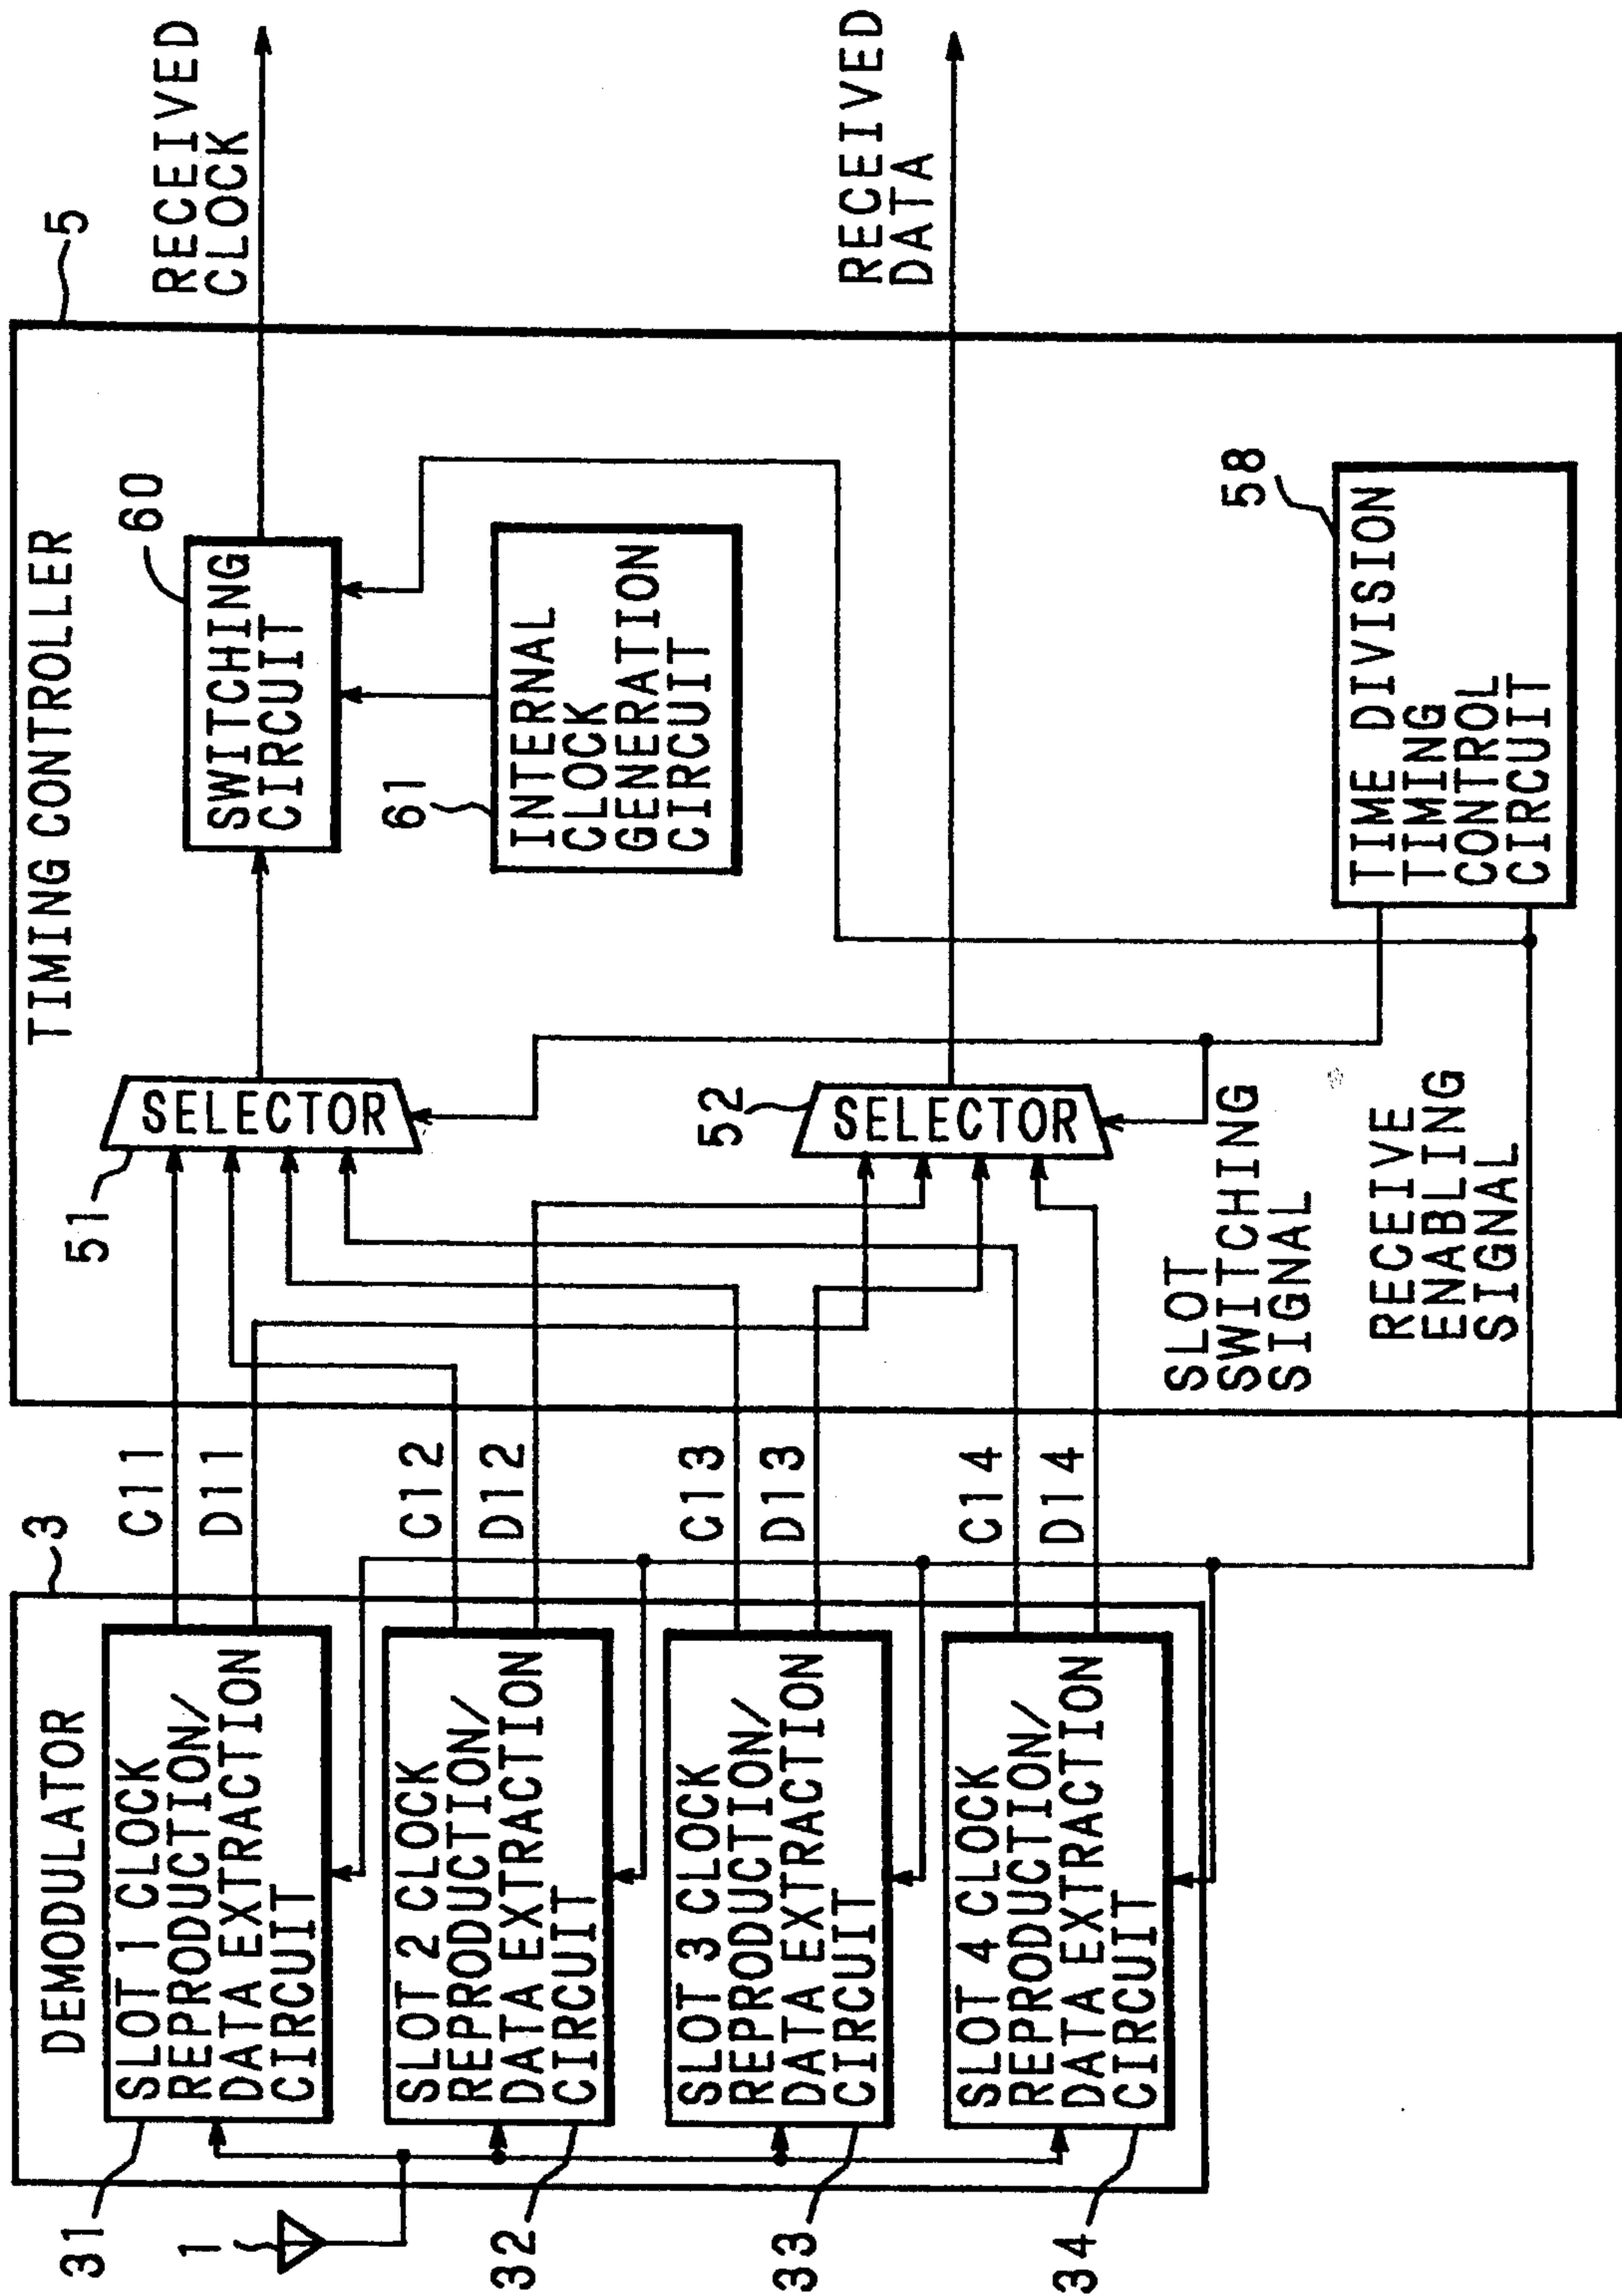 DEMODULATOR
3
31
SLOT 1 CLOCK
REPRODUCTION/
DATA EXTRACTION
CIRCUIT
1
32
SLOT 2 CLOCK
REPRODUCTION/
DATA EXTRACTION
CIRCUIT
33
SLOT 3 CLOCK
REPRODUCTION/
DATA EXTRACTION
CIRCUIT
34
SLOT 4 CLOCK
REPRODUCTION/
DATA EXTRACTION
CIRCUIT
C11
D11
C12
D12
C13
D13
C14
D14
TIMING CONTROLLER
5
51
SELECTOR
52
SELECTOR
SLOT
SWITCHING
SIGNAL
RECEIVE
ENABLING
SIGNAL
60
SWITCHING
CIRCUIT
61
INTERNAL
CLOCK
GENERATION
CIRCUIT
58
TIME DIVISION
TIMING
CONTROL
CIRCUIT
RECEIVED
CLOCK
RECEIVED
DATA